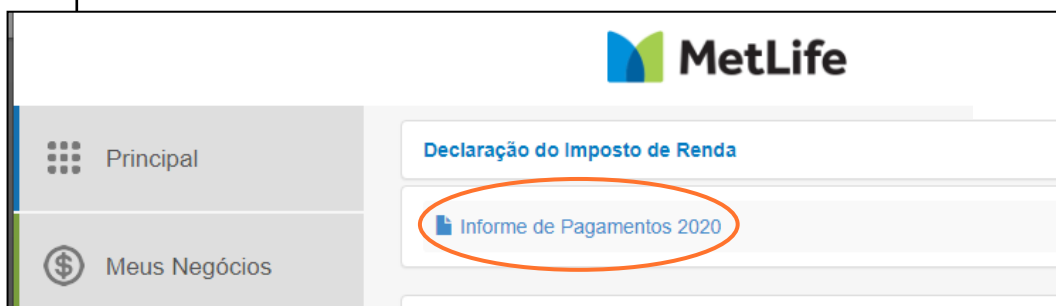 MetLife
Principal
Declaração do Imposto de Renda
Informe de Pagamentos 2020
Meus Negócios